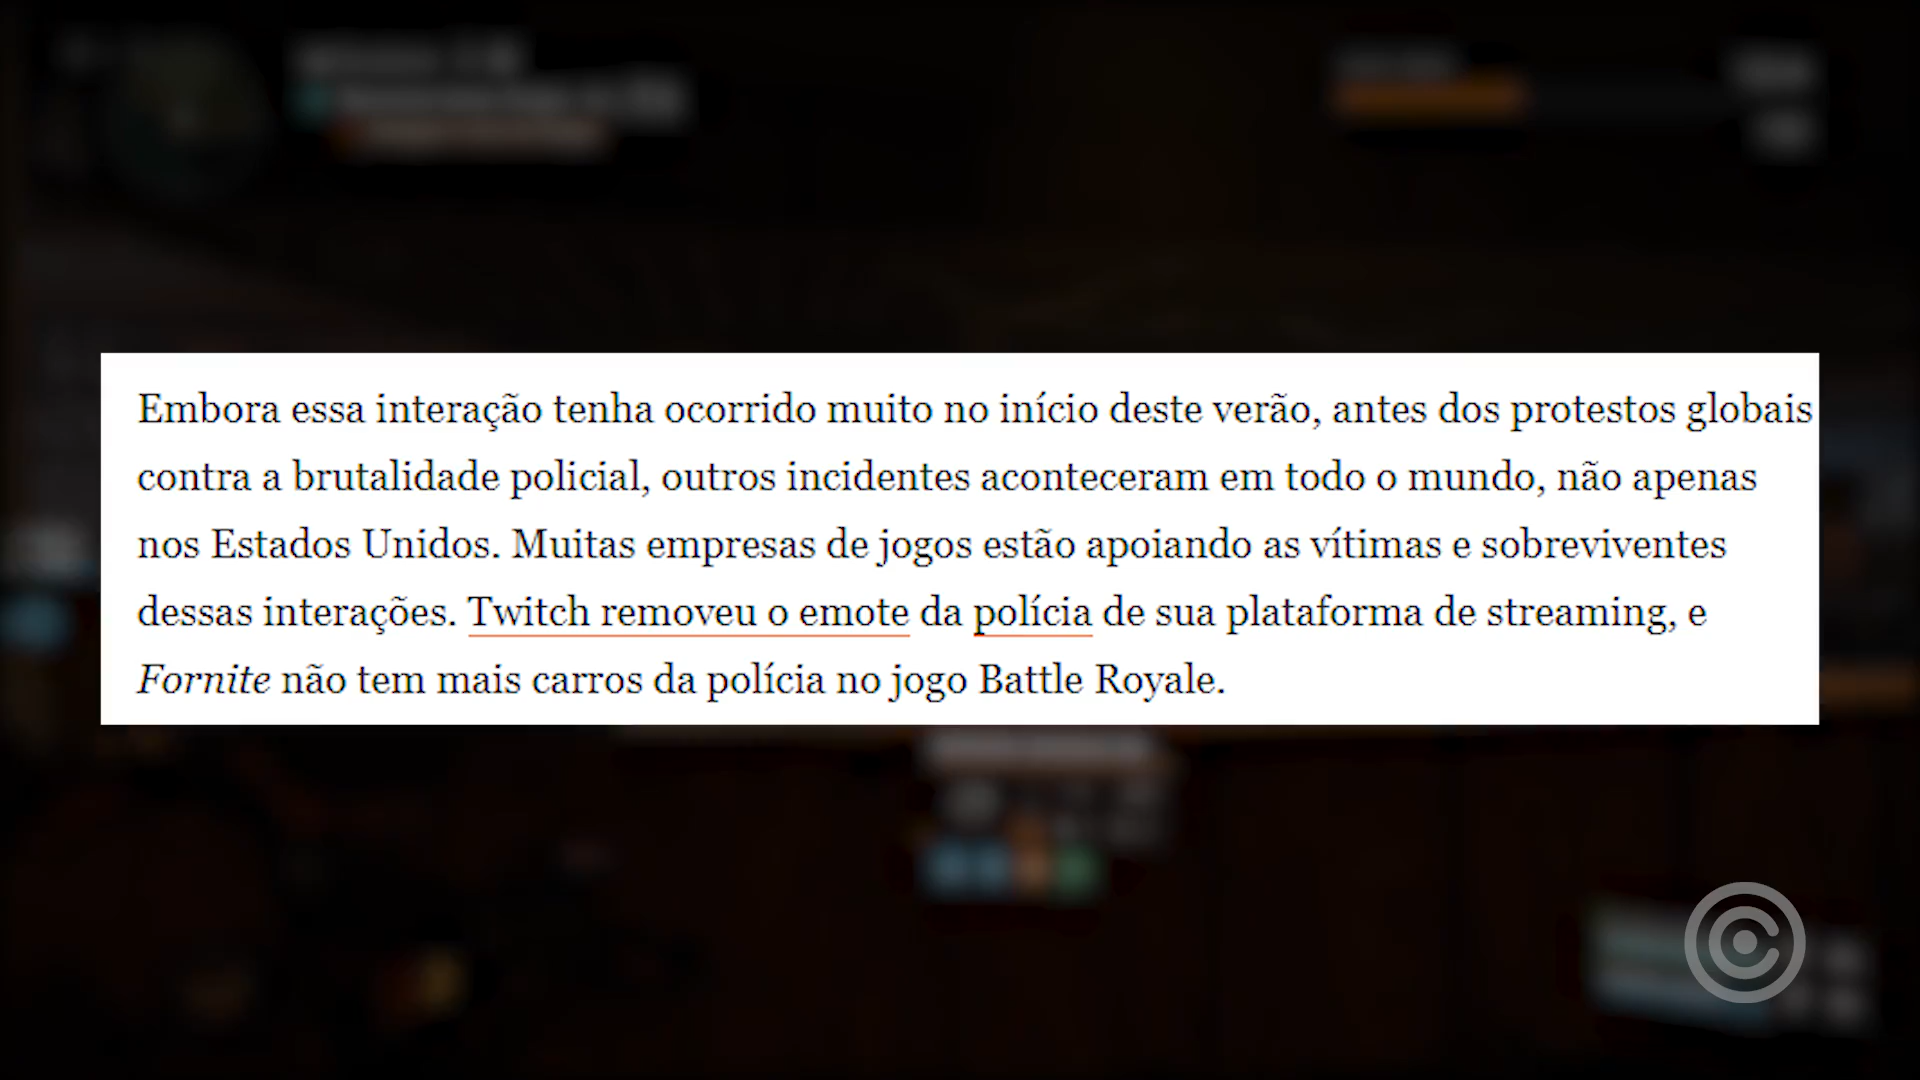 Embora essa interação tenha ocorrido muito no início deste verão, antes dos protestos globais
contra a brutalidade policial, outros incidentes aconteceram em todo o mundo, não apenas
nos Estados Unidos. Muitas empresas de jogos estão apoiando as vítimas e sobreviventes
dessas interações. Twitch removeu o emote da polícia de sua plataforma de streaming, e
Fornite não tem mais carros da polícia no jogo Battle Royale.